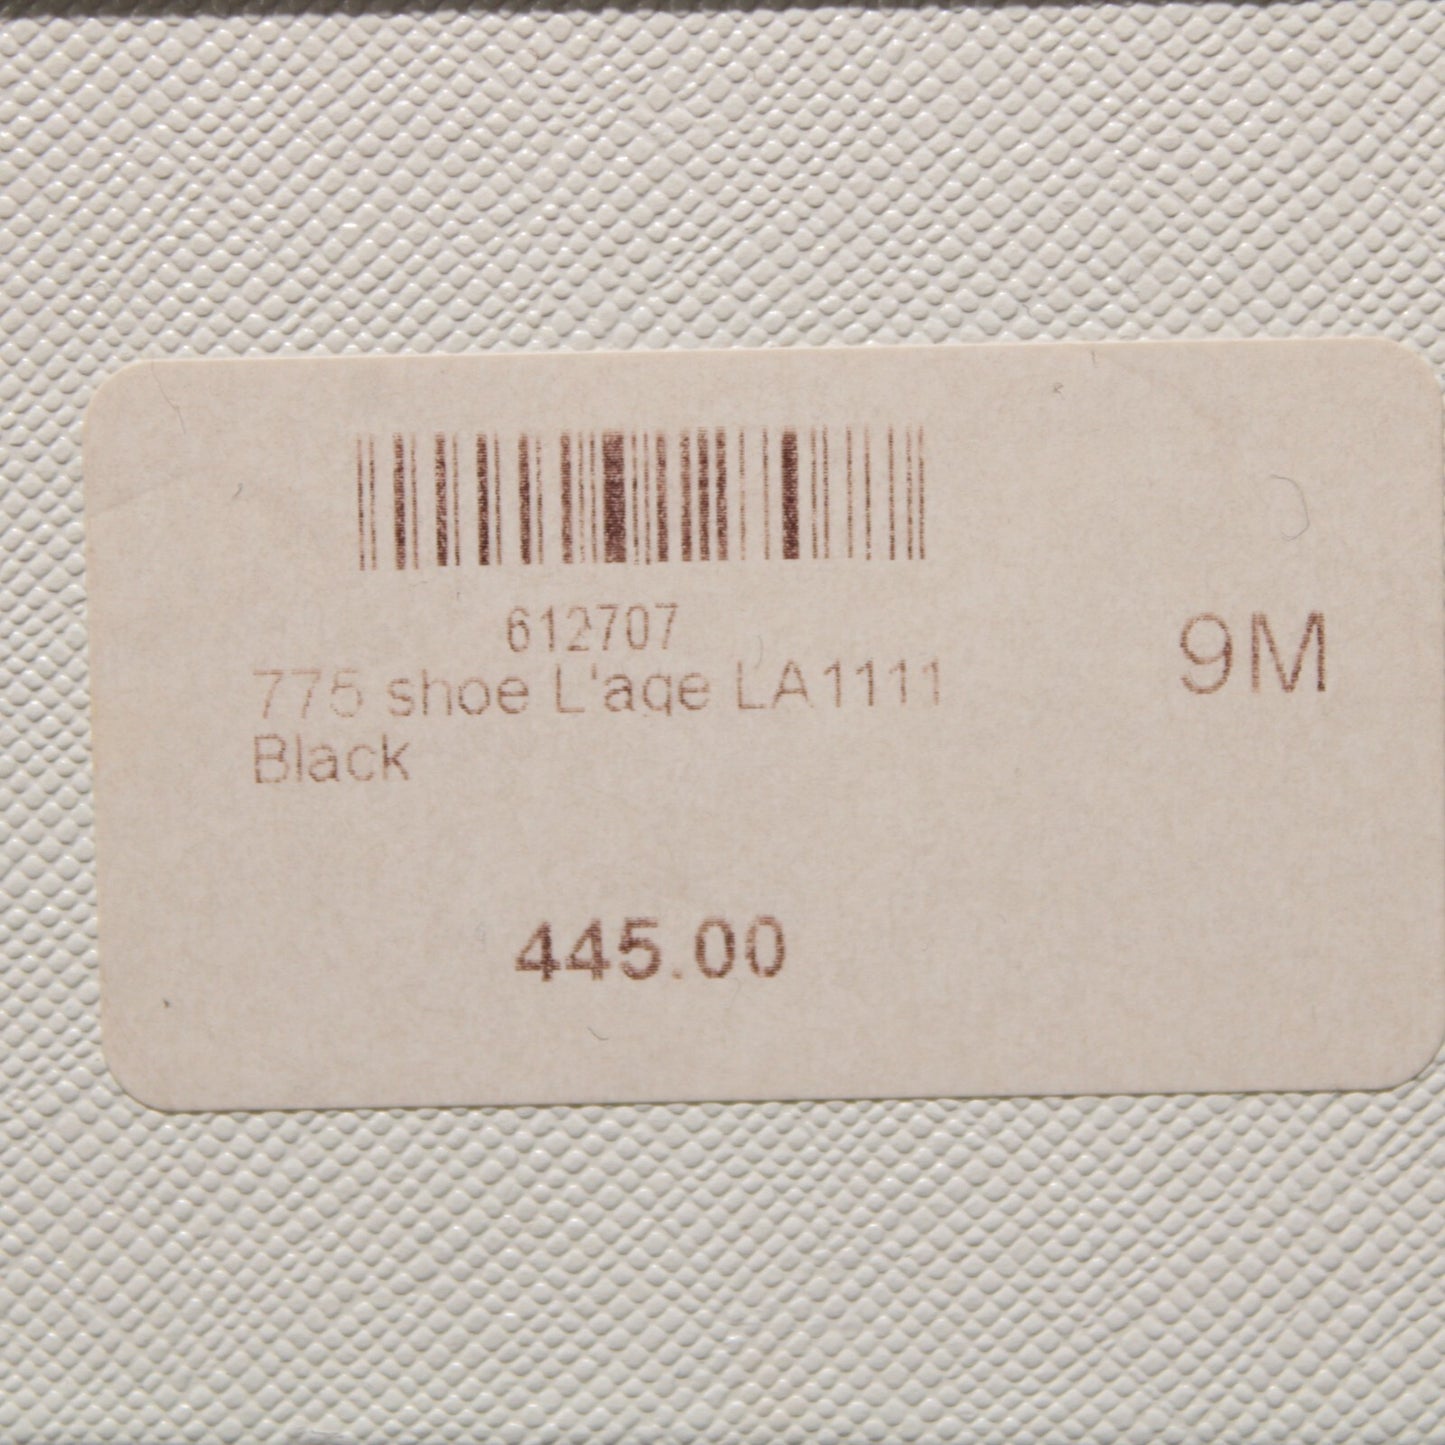 612707
775 shoe L'age LA1111
Black
9M
445.00